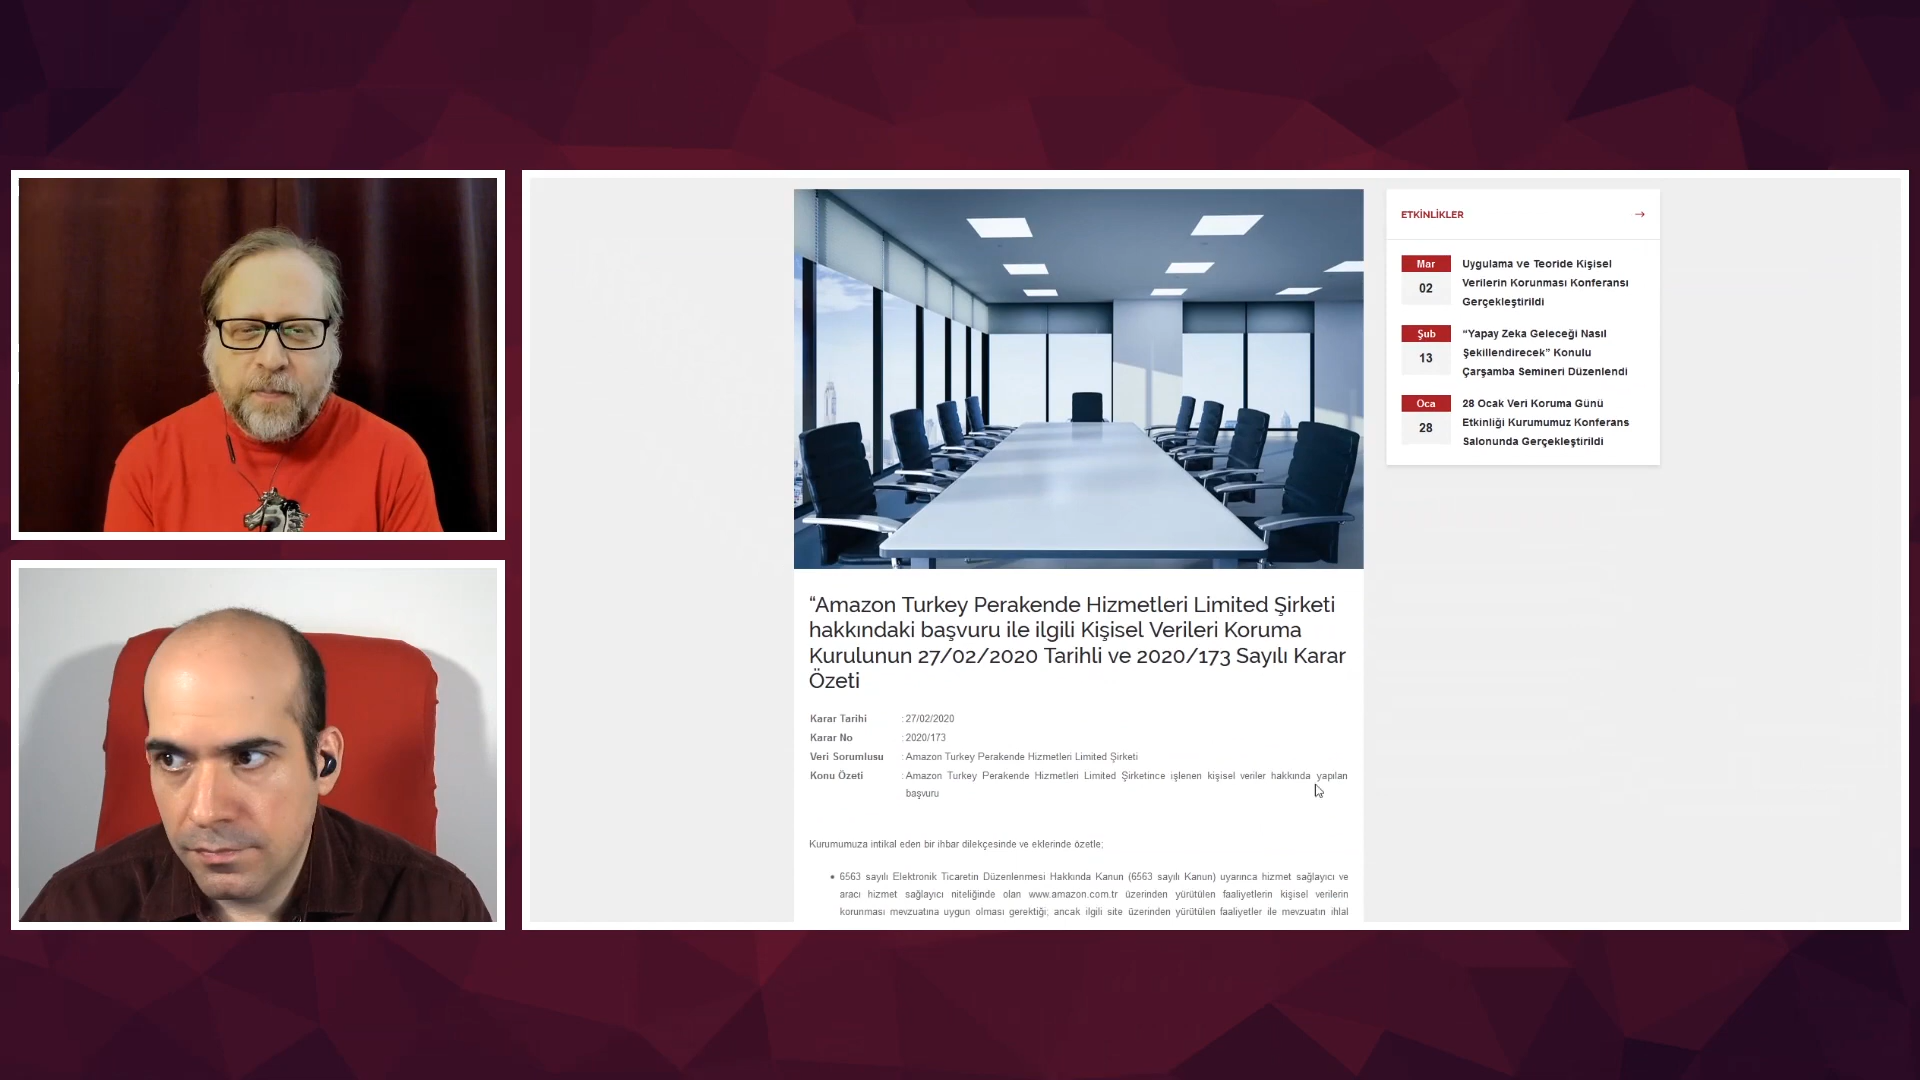 “Amazon Turkey Perakende Hizmetleri Limited Şirketi
hakkındaki başvuru ile ilgili Kişisel Verileri Koruma
Kurulunun 27/02/2020 Tarihli ve 2020/173 Sayılı Karar
Özeti
Karar Tarihi : 27/02/2020
Karar No : 2020/173
Veri Sorumlusu : Amazon Turkey Perakende Hizmetleri Limited Şirketi
Konu Özeti : Amazon Turkey Perakende Hizmetleri Limited Şirketince işlenen kişisel veriler hakkında yapılan
başvuru
Kurumumuza intikal eden bir ihbar dilekçesinde ve eklerinde özetle;
• 6563 sayılı Elektronik Ticaretin Düzenlenmesi Hakkında Kanun (6563 sayılı Kanun) uyarınca hizmet sağlayıcı ve
aracı hizmet sağlayıcı niteliğinde olan www.amazon.com.tr üzerinden yürütülen faaliyetlerin kişisel verilerin
korunması mevzuatına uygun olması gerektiği; ancak ilgili site üzerinden yürütülen faaliyetler ile mevzuatın ihlal
ETKİNLİKLER →
Mar
02
Uygulama ve Teoride Kişisel
Verilerin Korunması Konferansı
Gerçekleştirildi
Şub
13
“Yapay Zeka Geleceği Nasıl
Şekillendirecek” Konulu
Çarşamba Semineri Düzenlendi
Oca
28
28 Ocak Veri Koruma Günü
Etkinliği Kurumumuz Konferans
Salonunda Gerçekleştirildi